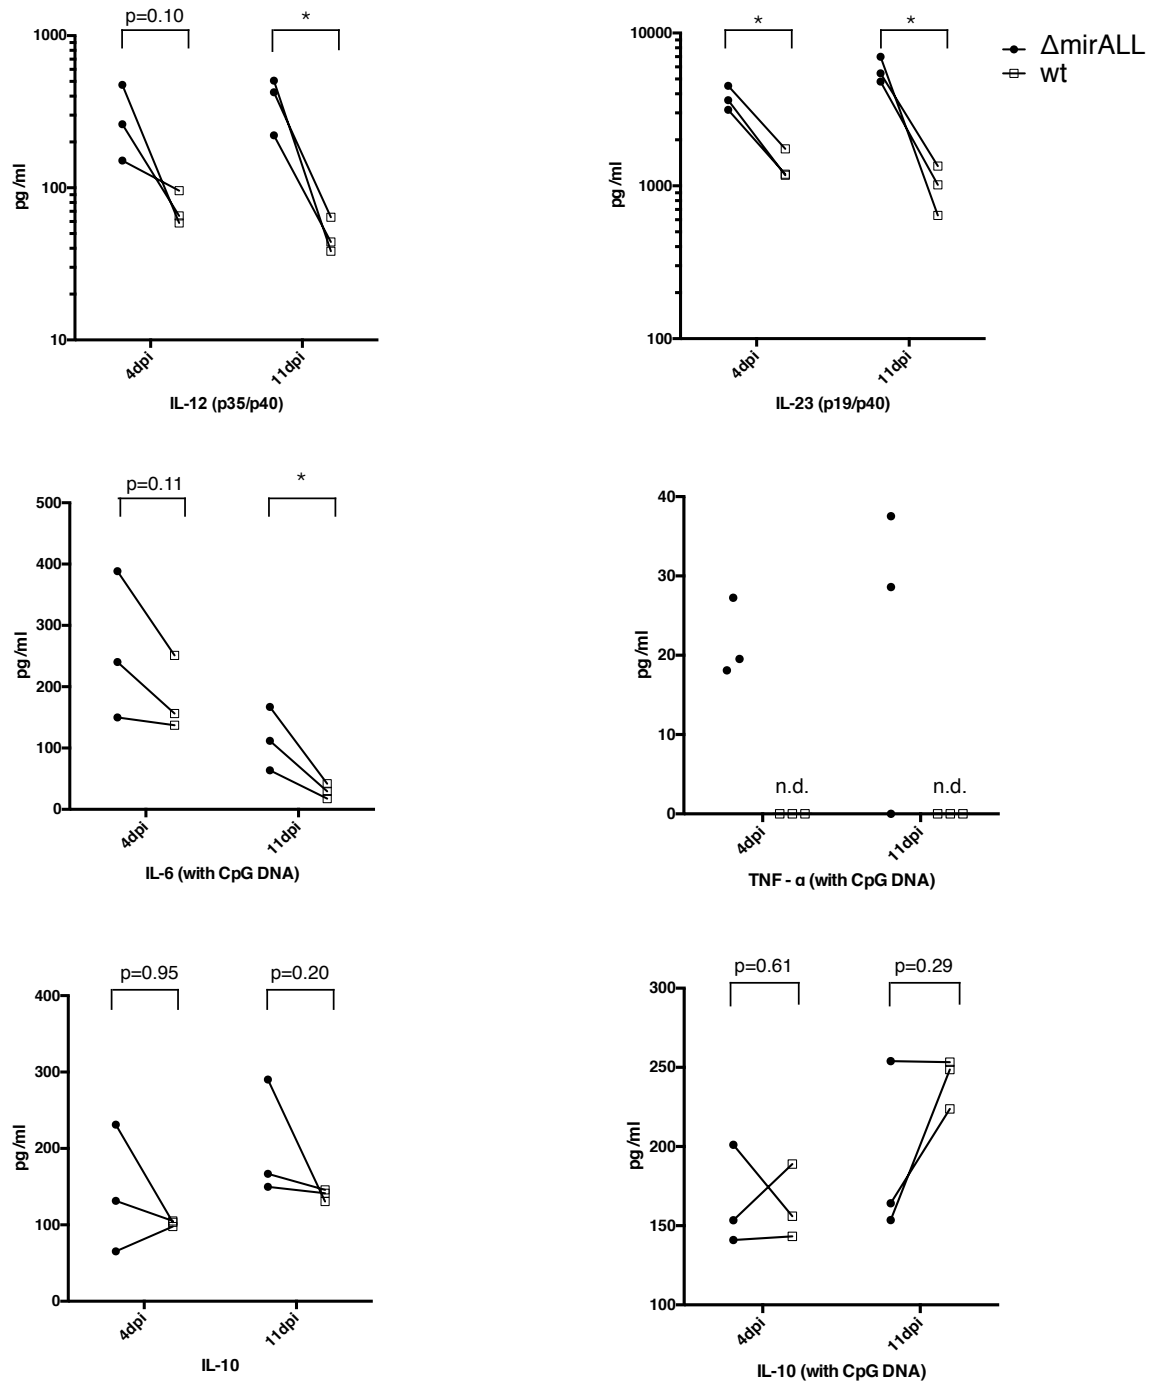 p=0.10
*
1000
100
10
pg/ml
4dpi
11dpi
IL-12 (p35/p40)
*
*
10000
1000
100
pg/ml
4dpi
11dpi
IL-23 (p19/p40)
ΔmirALL
wt
p=0.11
*
500
400
300
200
100
0
pg/ml
4dpi
11dpi
IL-6 (with CpG DNA)
40
30
20
10
0
pg/ml
n.d.
n.d.
4dpi
11dpi
TNF - α (with CpG DNA)
p=0.95
p=0.20
400
300
200
100
0
pg/ml
4dpi
11dpi
IL-10
p=0.61
p=0.29
300
250
200
150
100
pg/ml
4dpi
11dpi
IL-10 (with CpG DNA)